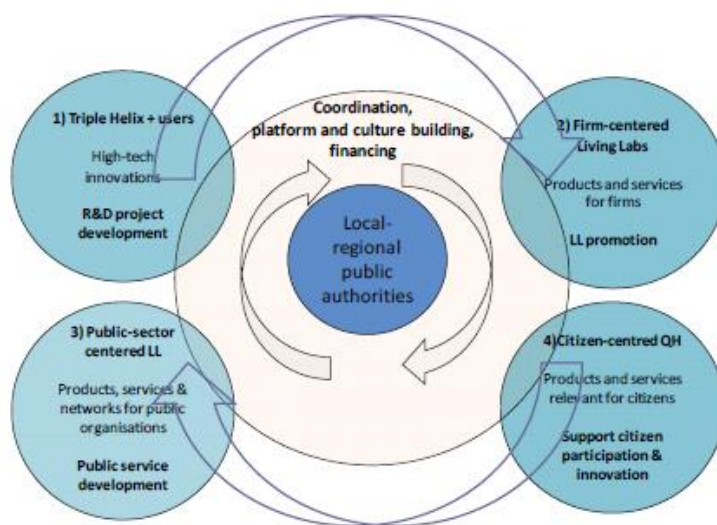 Coordination,
platform and culture building,
financing
1) Triple Helix + users
High-tech
innovations
R&D project
development
2) Firm-centered
Living Labs
Products and services
for firms
LL promotion
Local-
regional
public
authorities
3) Public-sector
centered LL
Products, services &
networks for public
organisations
Public service
development
4)Citizen-centred QH
Products and services
relevant for citizens
Support citizen
participation &
innovation